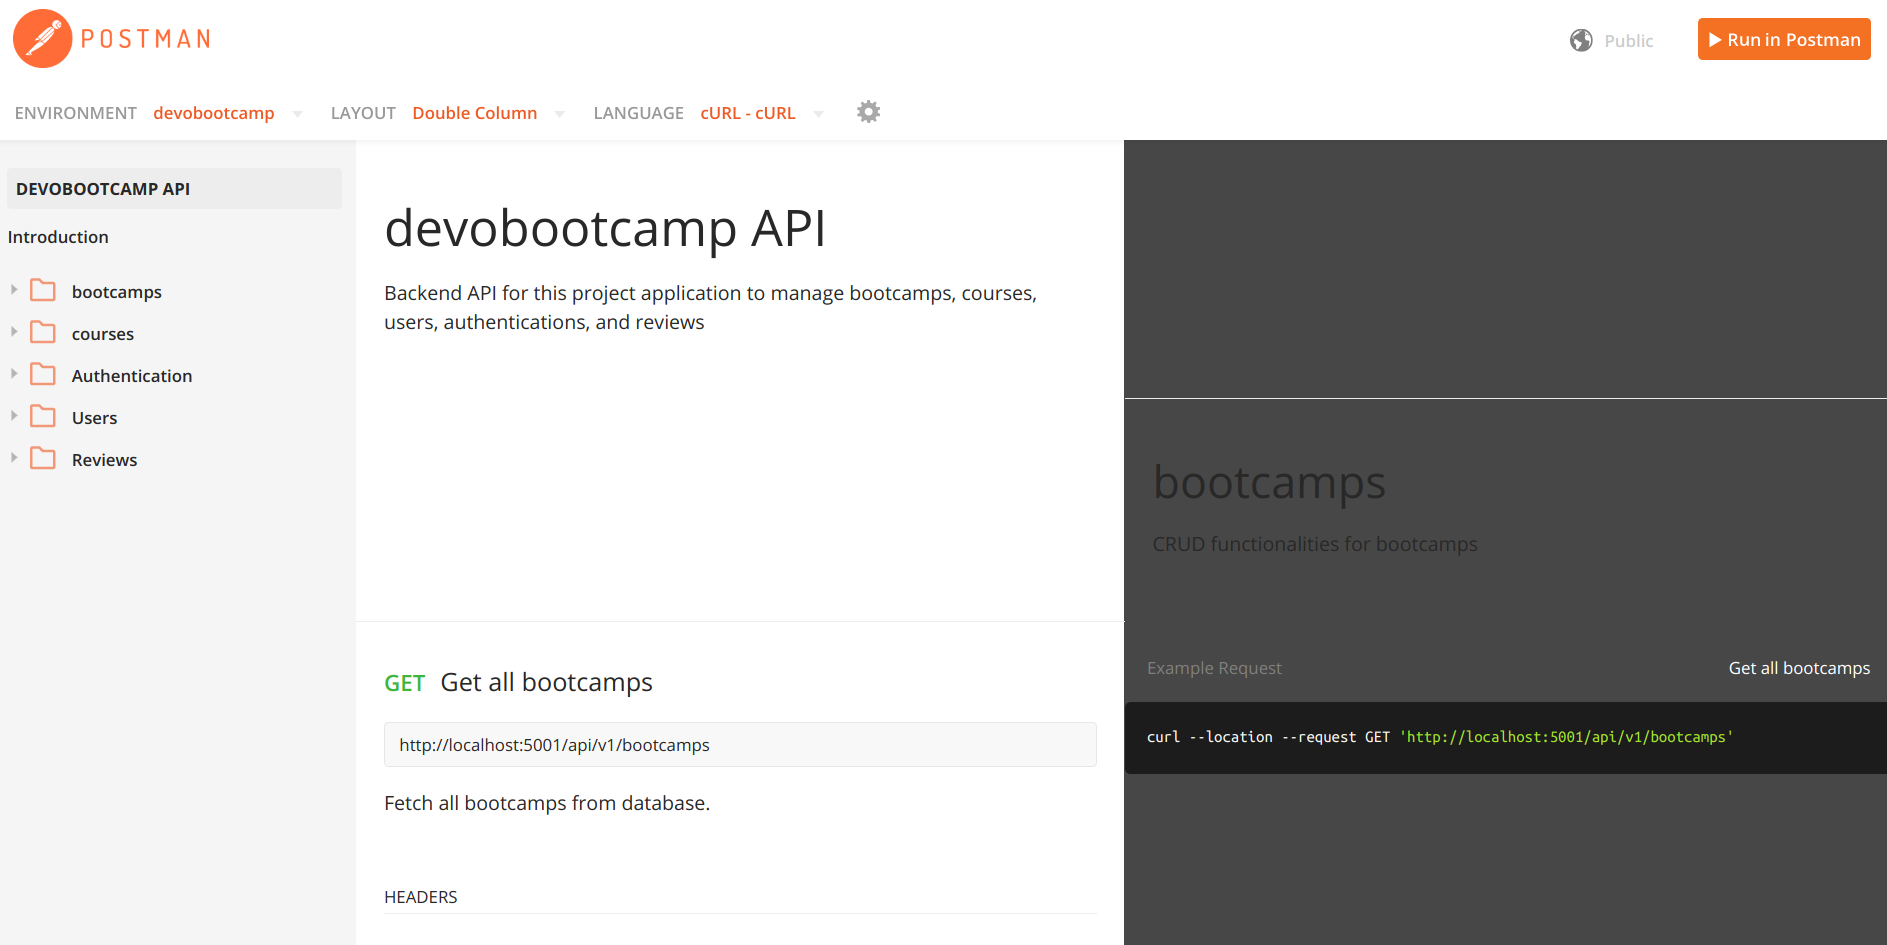 POSTMAN
Public
Run in Postman
ENVIRONMENT devobootcamp LAYOUT Double Column LANGUAGE cURL - cURL
DEVOBOOTCAMP API
Introduction
bootcamps
courses
Authentication
Users
Reviews
devobootcamp API
Backend API for this project application to manage bootcamps, courses,
users, authentications, and reviews
bootcamps
CRUD functionalities for bootcamps
GET Get all bootcamps
http://localhost:5001/api/v1/bootcamps
Fetch all bootcamps from database.
HEADERS
Example Request
Get all bootcamps
curl --location --request GET 'http://localhost:5001/api/v1/bootcamps'